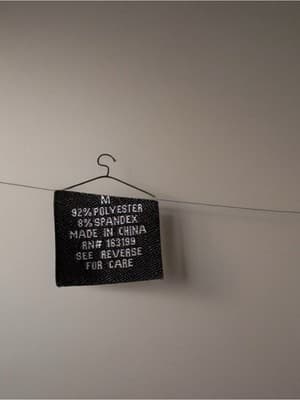 M
92% POLYESTER
8% SPANDEX
MADE IN CHINA
RN# 163199
SEE REVERSE
FOR CARE